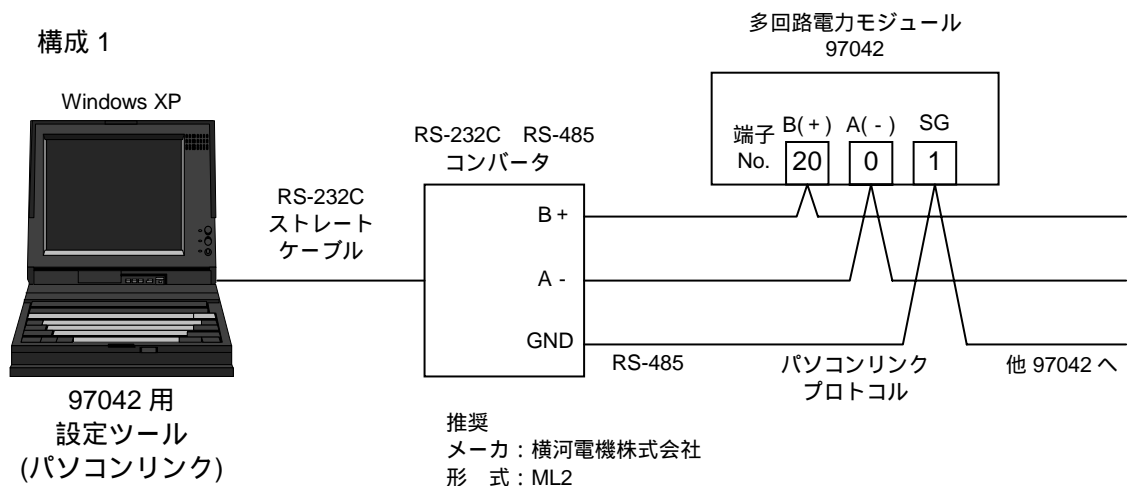 構成 1
多回路電力モジュール
97042
Windows XP
端子 B(+) A(-) SG
No. 20 0 1
RS-232C RS-485
コンバータ
RS-232C
ストレート
ケーブル
B+
A-
GND
RS-485
パソコンリンク
プロトコル
他 97042 へ
97042 用
設定ツール
(パソコンリンク)
推奨
メーカ：横河電機株式会社
形　式：ML2